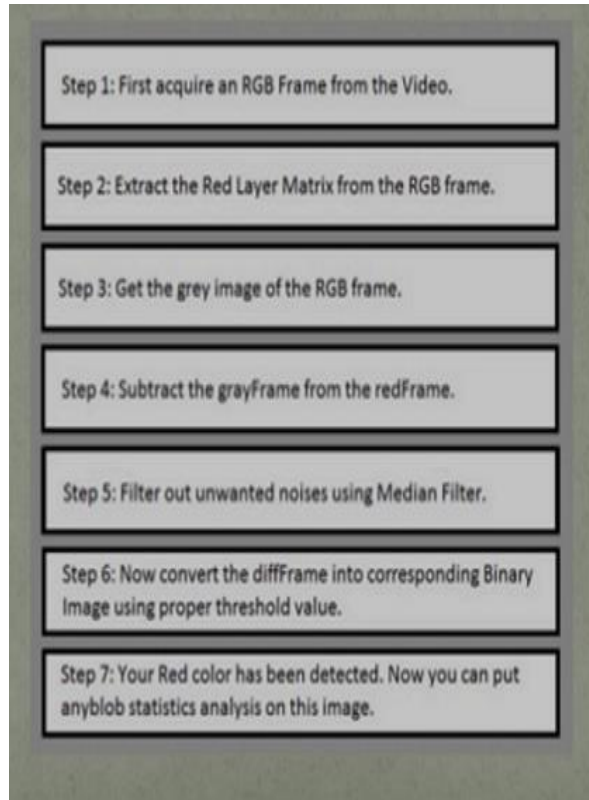 Step 1: First acquire an RGB Frame from the Video.
Step 2: Extract the Red Layer Matrix from the RGB frame.
Step 3: Get the grey image of the RGB frame.
Step 4: Subtract the grayFrame from the redFrame.
Step 5: Filter out unwanted noises using Median Filter.
Step 6: Now convert the diffFrame into corresponding Binary
Image using proper threshold value.
Step 7: Your Red color has been detected. Now you can put
anyblob statistics analysis on this image.